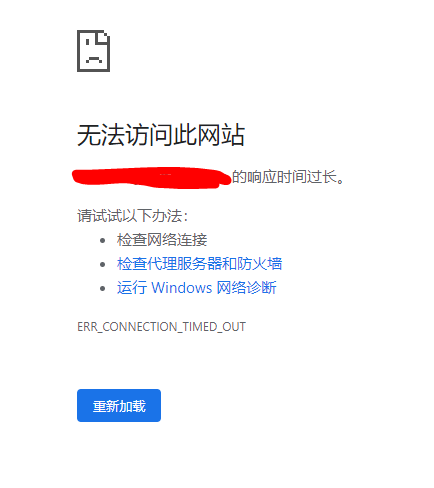 无法访问此网站
的响应时间过长。
请试试以下办法：
检查网络连接
检查代理服务器和防火墙
运行 Windows 网络诊断
ERR_CONNECTION_TIMED_OUT
重新加载